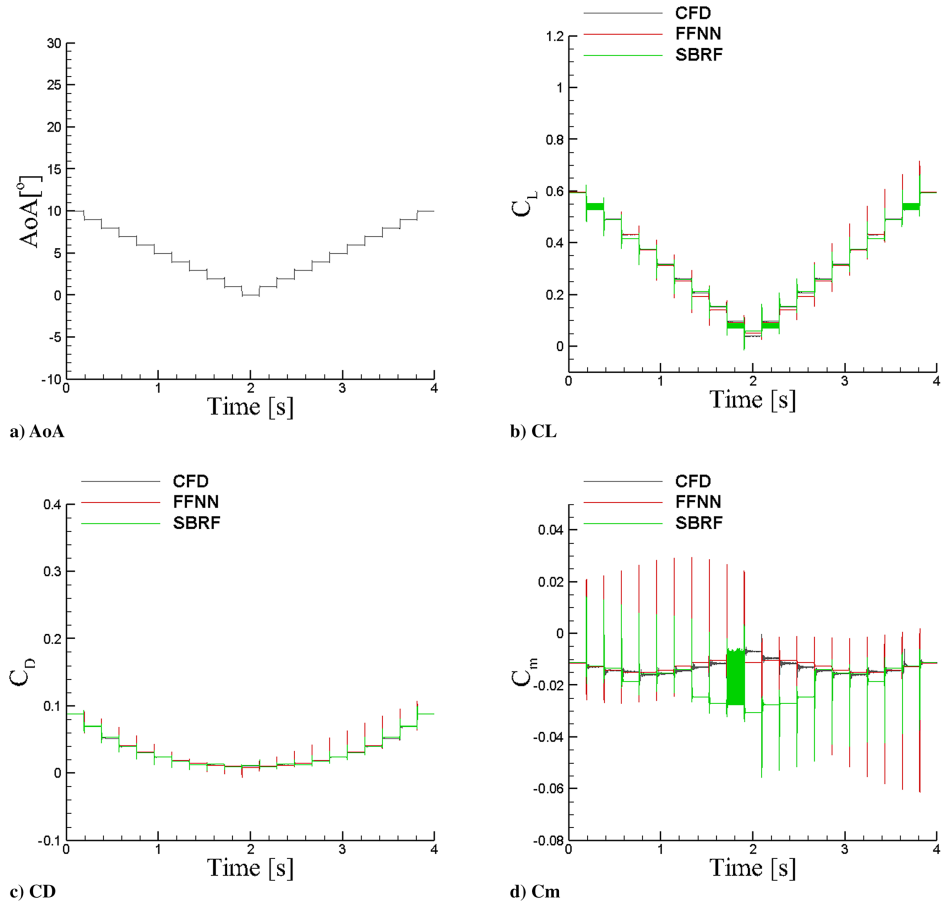 30
25
20
15
10
5
0
-5
-10
AoA[°]
0
1
2
3
4
Time [s]
a) AoA
CFD
FFNN
SBRF
1.2
1
0.8
0.6
0.4
0.2
0
C_L
0
1
2
3
4
Time [s]
b) CL
CFD
FFNN
SBRF
0.4
0.3
0.2
0.1
0
-0.1
C_D
0
1
2
3
4
Time [s]
c) CD
CFD
FFNN
SBRF
0.04
0.02
0
-0.02
-0.04
-0.06
-0.08
C_m
0
1
2
3
4
Time [s]
d) Cm